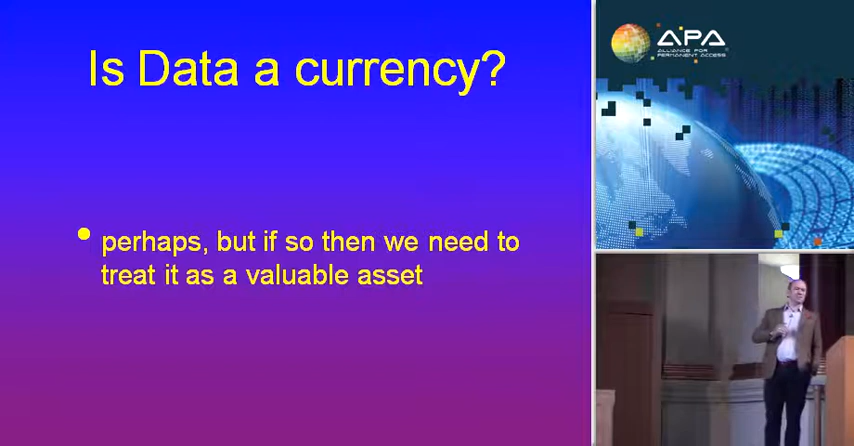 Is Data a currency?
• perhaps, but if so then we need to
treat it as a valuable asset
APA
ALLIANCE FOR
PERMANENT ACCESS